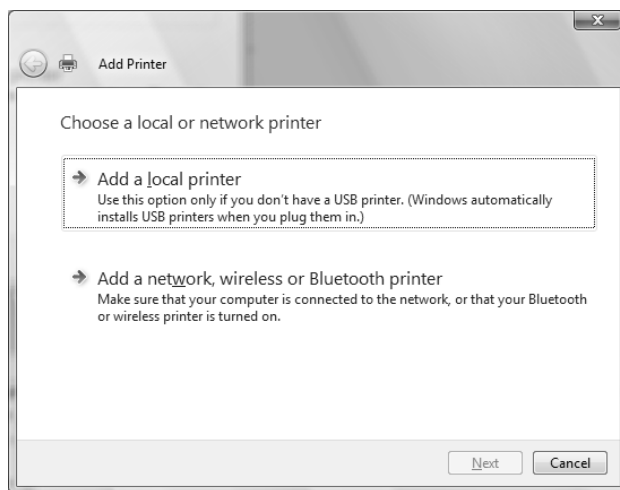 Add Printer
Choose a local or network printer
Add a local printer
Use this option only if you don't have a USB printer. (Windows automatically
installs USB printers when you plug them in.)
Add a network, wireless or Bluetooth printer
Make sure that your computer is connected to the network, or that your Bluetooth
or wireless printer is turned on.
Next
Cancel